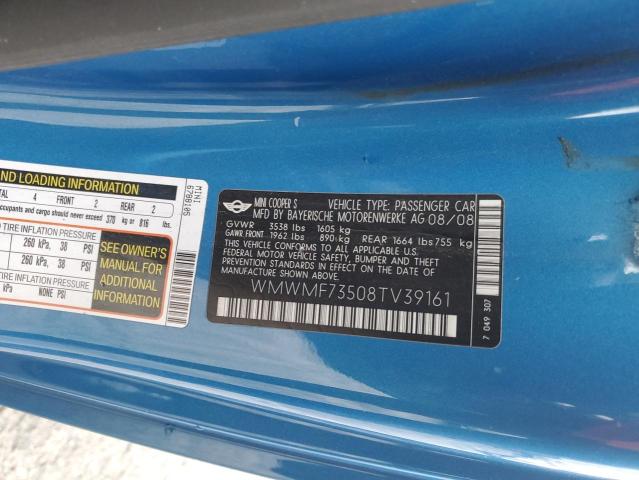 ND LOADING INFORMATION
TAL 4 FRONT 2 REAR 2
ccupants and cargo should never exceed 370 kg or 816 lbs.
D TIRE INFLATION PRESSURE
260 kPa, 38 PSI
260 kPa, 38 PSI
kPa NONE PSI
SEE OWNER'S
MANUAL FOR
ADDITIONAL
INFORMATION
MINI 6798105
MINI COOPER S VEHICLE TYPE: PASSENGER CAR
MFD BY BAYERISCHE MOTORENWERKE AG 08/08
GVWR 3538 lbs 1605 kg
GAWR FRONT 1962 lbs 890 kg REAR 1664 lbs 755 kg
THIS VEHICLE CONFORMS TO ALL APPLICABLE US
FEDERAL MOTOR VEHICLE SAFETY, BUMPER AND THEFT
PREVENTION STANDARDS IN EFFECT ON THE DATE OF
MANUFACTURE SHOWN ABOVE.
WMWMF73508TV39161
7 049 307